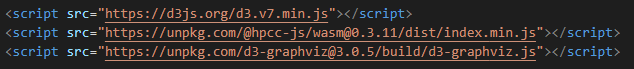 <script src="https://d3js.org/d3.v7.min.js"></script>
<script src="https://unpkg.com/@hpcc-js/wasm@0.3.11/dist/index.min.js"></script>
<script src="https://unpkg.com/d3-graphviz@3.0.5/build/d3-graphviz.js"></script>